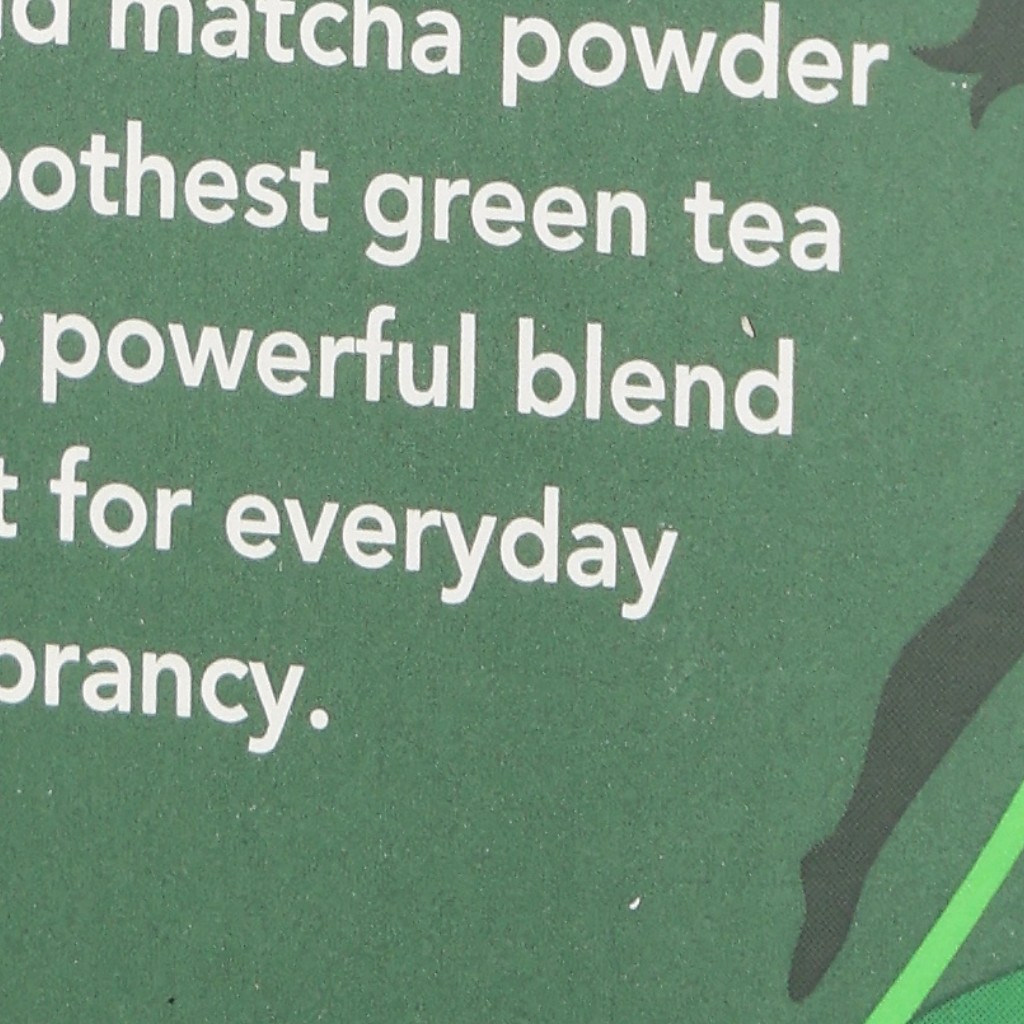 matcha powder
green tea
powerful blend
for everyday